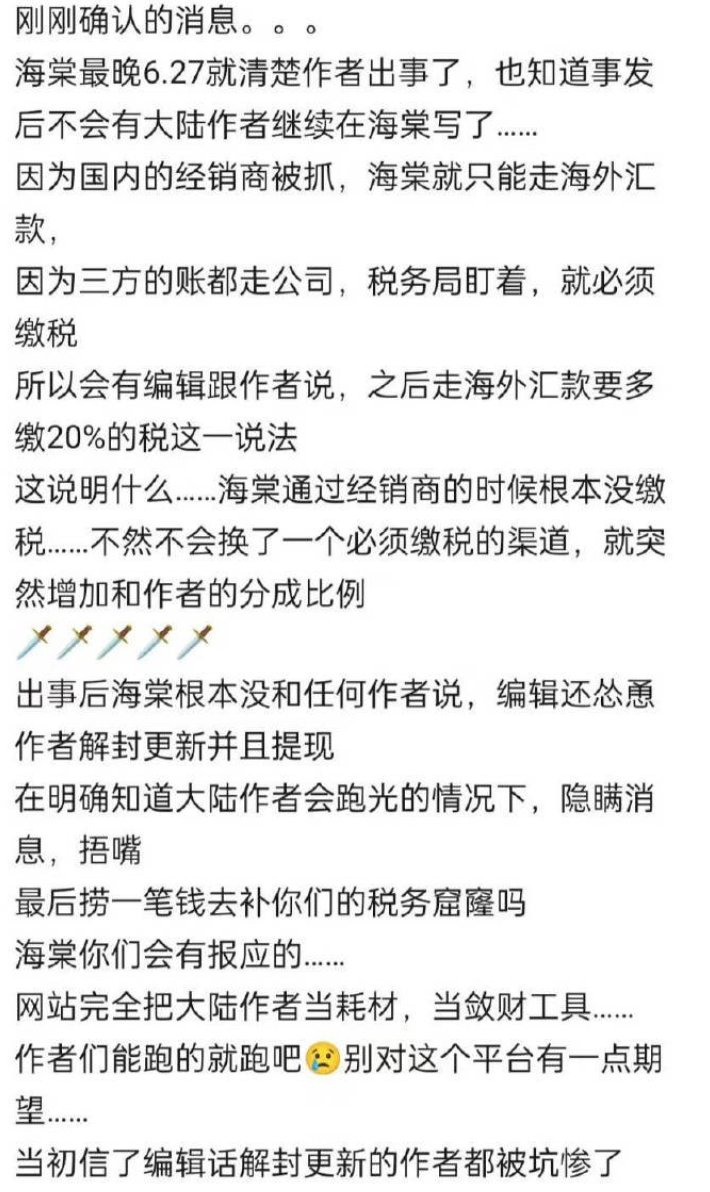 刚刚确认的消息。。。
海棠最晚6.27就清楚作者出事了，也知道事发
后不会有大陆作者继续在海棠写了……
因为国内的经销商被抓，海棠就只能走海外汇
款，
因为三方的账都走公司，税务局盯着，就必须
缴税
所以会有编辑跟作者说，之后走海外汇款要多
缴20%的税这一说法
这说明什么……海棠通过经销商的时候根本没缴
税……不然不会换了一个必须缴税的渠道，就突
然增加和作者的分成比例
🗡️🗡️🗡️🗡️🗡️
出事后海棠根本没和任何作者说，编辑还怂恿
作者解封更新并且提现
在明确知道大陆作者会跑光的情况下，隐瞒消
息，捂嘴
最后捞一笔钱去补你们的税务窟窿吗
海棠你们会有报应的……
网站完全把大陆作者当耗材，当敛财工具……
作者们能跑的就跑吧😢别对这个平台有一点期
望……
当初信了编辑话解封更新的作者都被坑惨了